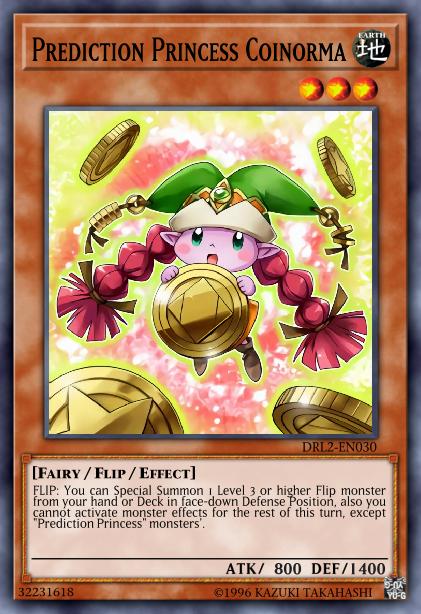 PREDICTION PRINCESS COINORMA
EARTH
地
DRL2-EN030
[FAIRY / FLIP / EFFECT]
FLIP: You can Special Summon 1 Level 3 or higher Flip monster
from your hand or Deck in face-down Defense Position, also you
cannot activate monster effects for the rest of this turn, except
"Prediction Princess" monsters'.
ATK/ 800 DEF/1400
32231618
©1996 KAZUKI TAKAHASHI